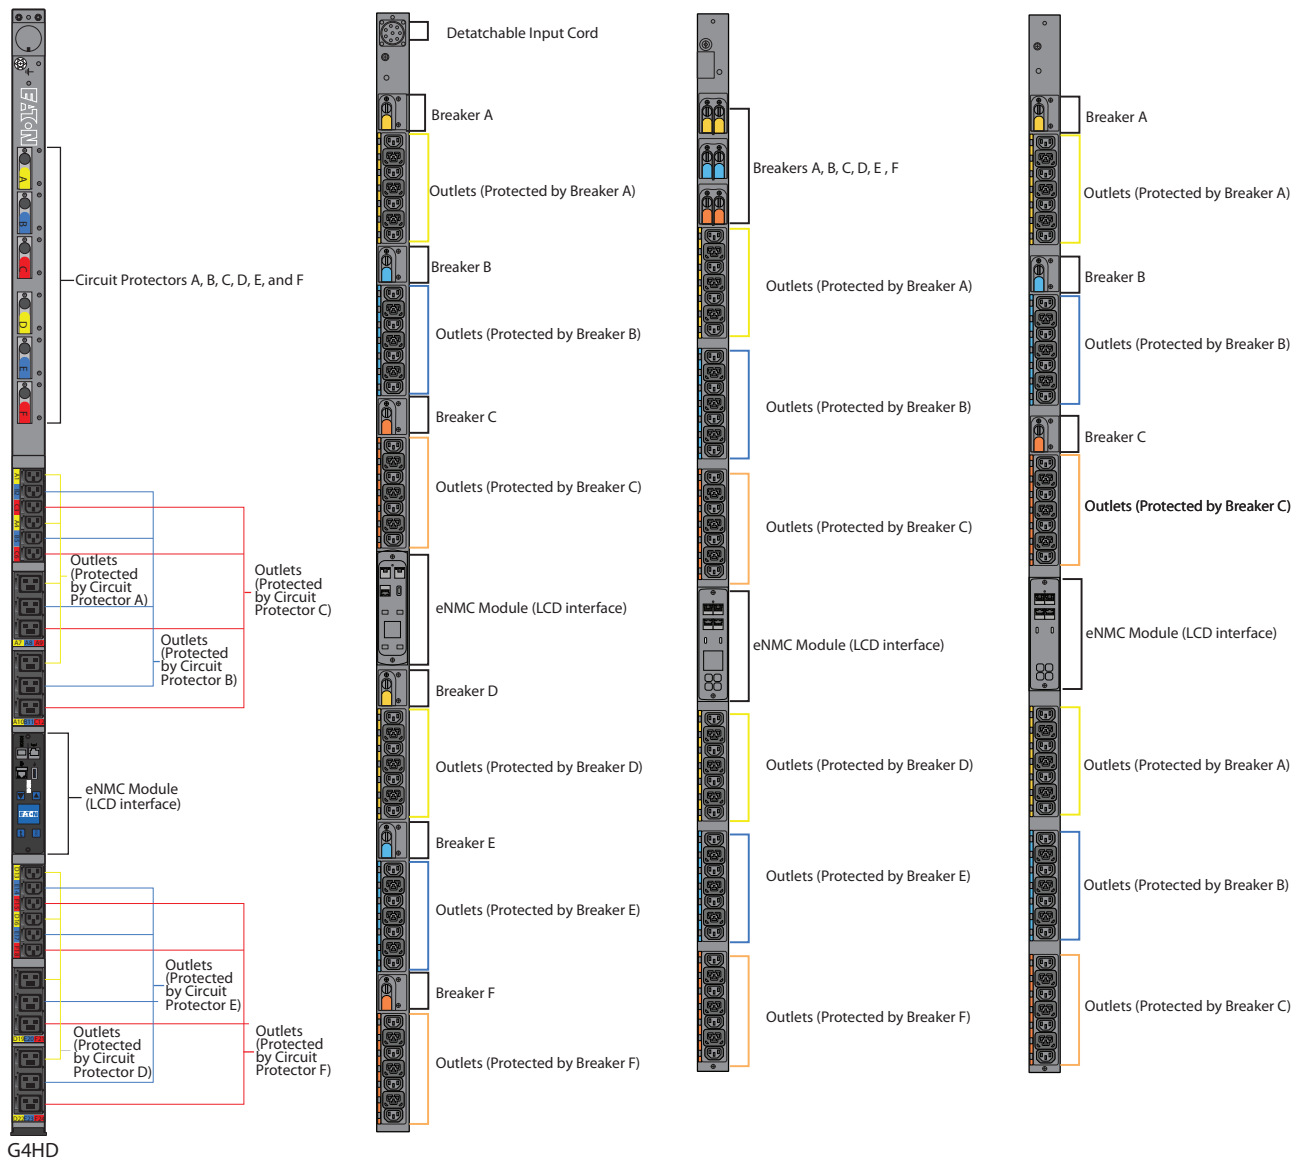 EATON
A
B
C
D
E
F
Circuit Protectors A, B, C, D, E, and F
A1
A4
Outlets
(Protected
by Circuit
Protector A)
Outlets
(Protected
by Circuit
Protector C)
Outlets
(Protected
by Circuit
Protector B)
A7 A8 A9
eNMC Module
(LCD interface)
EATON
Outlets
(Protected
by Circuit
Protector E)
Outlets
(Protected
by Circuit
Protector D)
Outlets
(Protected
by Circuit
Protector F)
G4HD
Detatchable Input Cord
Breaker A
Outlets (Protected by Breaker A)
Breaker B
Outlets (Protected by Breaker B)
Breaker C
Outlets (Protected by Breaker C)
eNMC Module (LCD interface)
Breaker D
Outlets (Protected by Breaker D)
Breaker E
Outlets (Protected by Breaker E)
Breaker F
Outlets (Protected by Breaker F)
Breakers A, B, C, D, E , F
Outlets (Protected by Breaker A)
Outlets (Protected by Breaker B)
Outlets (Protected by Breaker C)
eNMC Module (LCD interface)
Outlets (Protected by Breaker D)
Outlets (Protected by Breaker E)
Outlets (Protected by Breaker F)
Breaker A
Outlets (Protected by Breaker A)
Breaker B
Outlets (Protected by Breaker B)
Breaker C
Outlets (Protected by Breaker C)
eNMC Module (LCD interface)
Outlets (Protected by Breaker A)
Outlets (Protected by Breaker B)
Outlets (Protected by Breaker C)